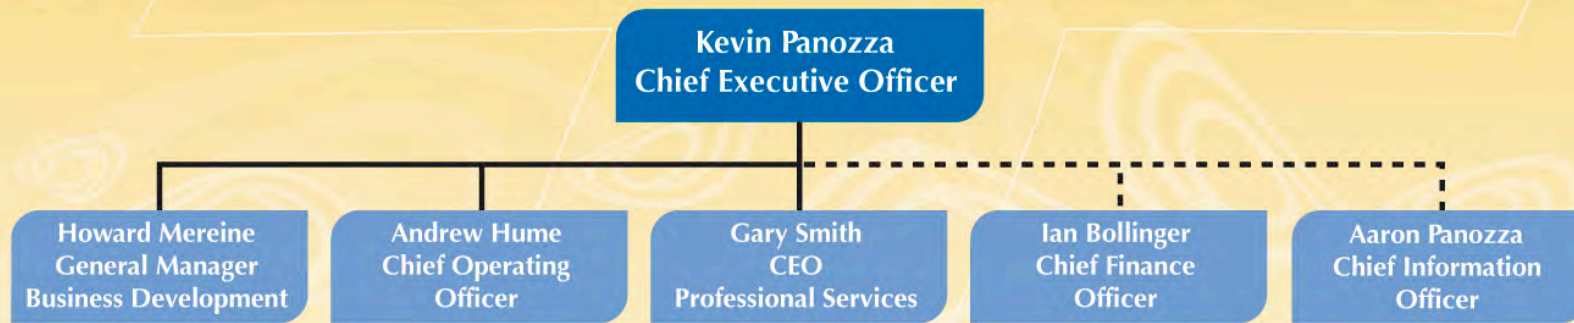 Kevin Panozza
Chief Executive Officer
Howard Mereine
General Manager
Business Development
Andrew Hume
Chief Operating
Officer
Gary Smith
CEO
Professional Services
Ian Bollinger
Chief Finance
Officer
Aaron Panozza
Chief Information
Officer